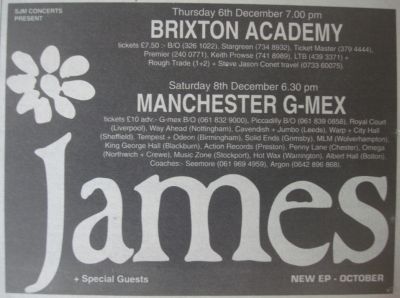 SJM CONCERTS
PRESENT
Thursday 6th December 7.00 pm
BRIXTON ACADEMY
tickets £7.50 :- B/O (326 1022), Stargreen (734 8932), Ticket Master (379 4444),
Premier (240 0771), Keith Prowse (741 8989), LTB (439 3371) +
Rough Trade (1+2) + Steve Jason Conet travel (0733 60075).
Saturday 8th December 6.30 pm
MANCHESTER G-MEX
tickets £10 adv:- G-mex B/O (061 832 9000), Piccadilly B/O (061 839 0858), Royal Court
(Liverpool), Way Ahead (Nottingham), Cavendish + Jumbo (Leeds), Warp + City Hall
(Sheffield), Tempest + Odeon (Birmingham), Solid Ends (Grimsby), MLM (Wolverhampton),
King George Hall (Blackburn), Action Records (Preston), Penny Lane (Chester), Omega
(Northwich + Crewe), Music Zone (Stockport), Hot Wax (Warrington), Albert Hall (Bolton).
Coaches:- Seemore (061 969 4959), Argon (0642 896 868).
James
+ Special Guests
NEW EP - OCTOBER